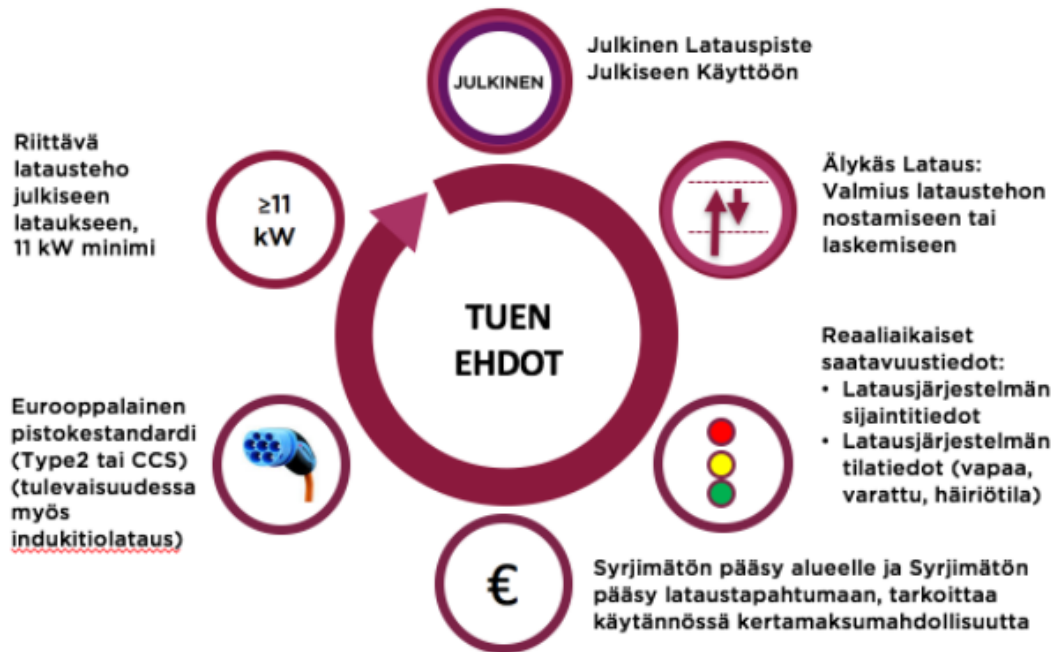 JULKINEN
Julkinen Latauspiste
Julkiseen Käyttöön
Älykäs Lataus:
Valmius lataustehon
nostamiseen tai
laskemiseen
Reaaliaikaiset
saatavuustiedot:
• Latausjärjestelmän
sijaintitiedot
• Latausjärjestelmän
tilatiedot (vapaa,
varattu, häiriötila)
€
Syrjimätön pääsy alueelle ja Syrjimätön
pääsy lataustapahtumaan, tarkoittaa
käytännössä kertamaksumahdollisuutta
Eurooppalainen
pistokestandardi
(Type2 tai CCS)
(tulevaisuudessa
myös
indukitiolataus)
Riittävä
latausteho
julkiseen
lataukseen,
11 kW minimi
≥11
kW
TUEN
EHDOT